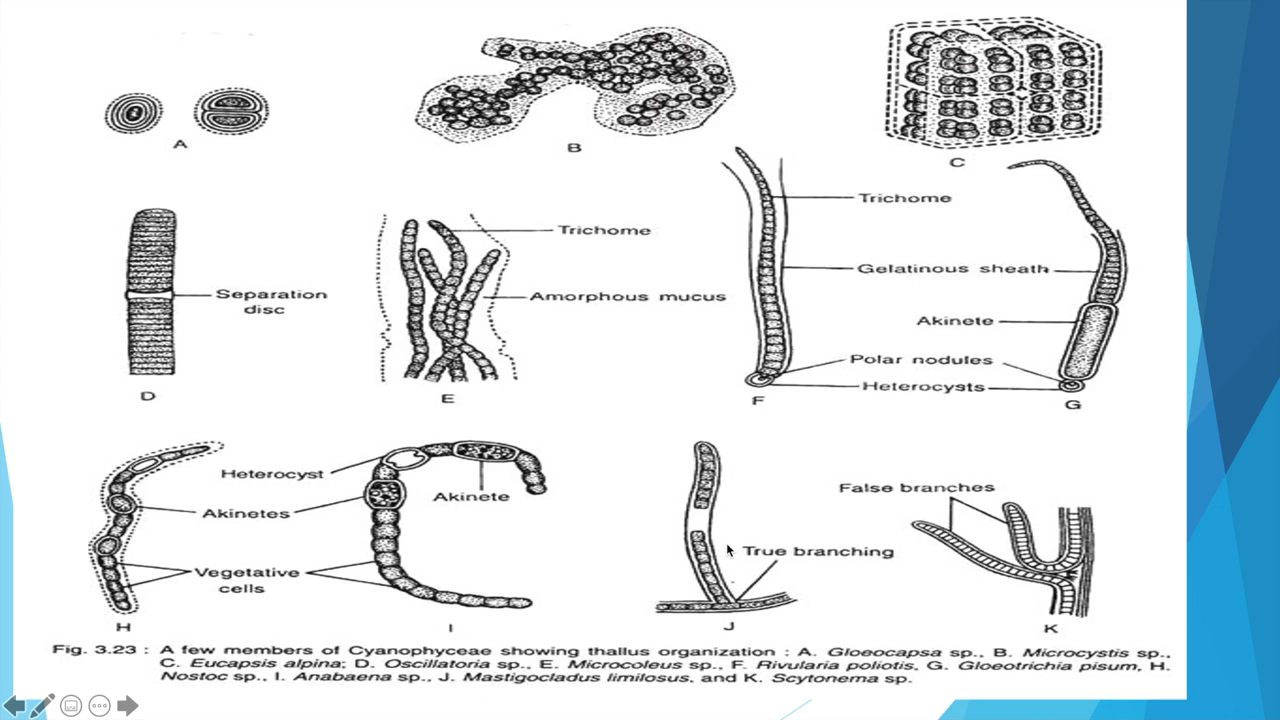 A
B
C
Trichome
Gelatinous sheath
Akinete
Polar nodules
Heterocysts
F
G
Separation
disc
D
Trichome
Amorphous mucus
E
Heterocyst
Akinete
Akinetes
Vegetative
cells
H
I
True branching
J
False branches
K
Fig. 3.23 : A few members of Cyanophyceae showing thallus organization : A. Gloeocapsa sp., B. Microcystis sp.,
C. Eucapsis alpina; D. Oscillatoria sp., E. Microcoleus sp., F. Rivularia poliotis, G. Gloeotrichia pisum, H.
Nostoc sp., I. Anabaena sp., J. Mastigocladus limilosus, and K. Scytonema sp.